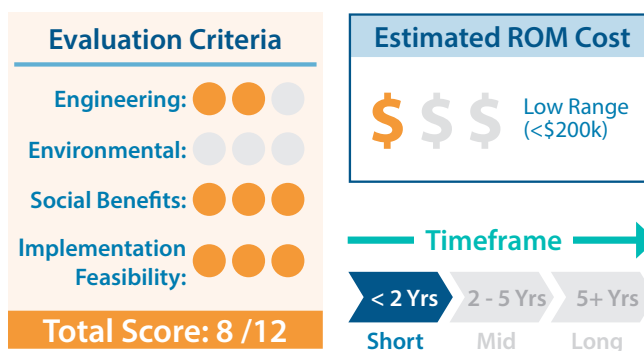 Evaluation Criteria
Engineering:
Environmental:
Social Benefits:
Implementation
Feasibility:
Total Score: 8 /12
Estimated ROM Cost
$ $ $
Low Range
(<$200k)
Timeframe
< 2 Yrs 2 - 5 Yrs 5+ Yrs
Short Mid Long